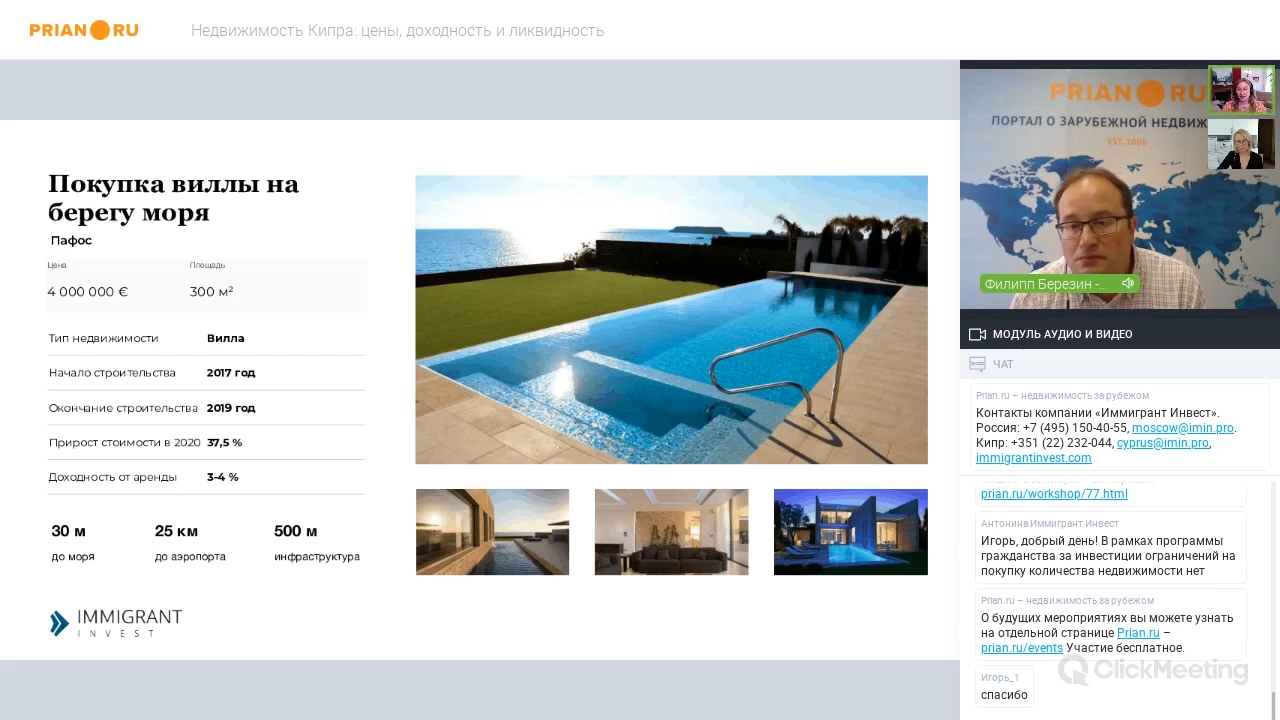 PRIAN RU
Недвижимость Кипра: цены, доходность и ликвидность
Покупка виллы на
берегу моря
Пафос
Цена Площадь
4 000 000 € 300 м²
Тип недвижимости Вилла
Начало строительства 2017 год
Окончание строительства 2019 год
Прирост стоимости в 2020 37,5 %
Доходность от аренды 3-4 %
30 м 25 км 500 м
до моря до аэропорта инфраструктура
IMMIGRANT
INVEST
PRIAN RU
ПОРТАЛ О ЗАРУБЕЖНОЙ НЕДВИЖ
EST. 2006
Филипп Березин -...
МОДУЛЬ АУДИО И ВИДЕО
ЧАТ
Prian.ru – недвижимость за рубежом
Контакты компании «Иммигрант Инвест».
Россия: +7 (495) 150-40-55, moscow@imin.pro.
Кипр: +351 (22) 232-044, cyprus@imin.pro,
immigrantinvest.com
prian.ru/workshop/77.html
Антонина Иммигрант Инвест
Игорь, добрый день! В рамках программы
гражданства за инвестиции ограничений на
покупку количества недвижимости нет
Prian.ru – недвижимость за рубежом
О будущих мероприятиях вы можете узнать
на отдельной странице Prian.ru –
prian.ru/events Участие бесплатное.
ClickMeeting
Игорь_1
спасибо